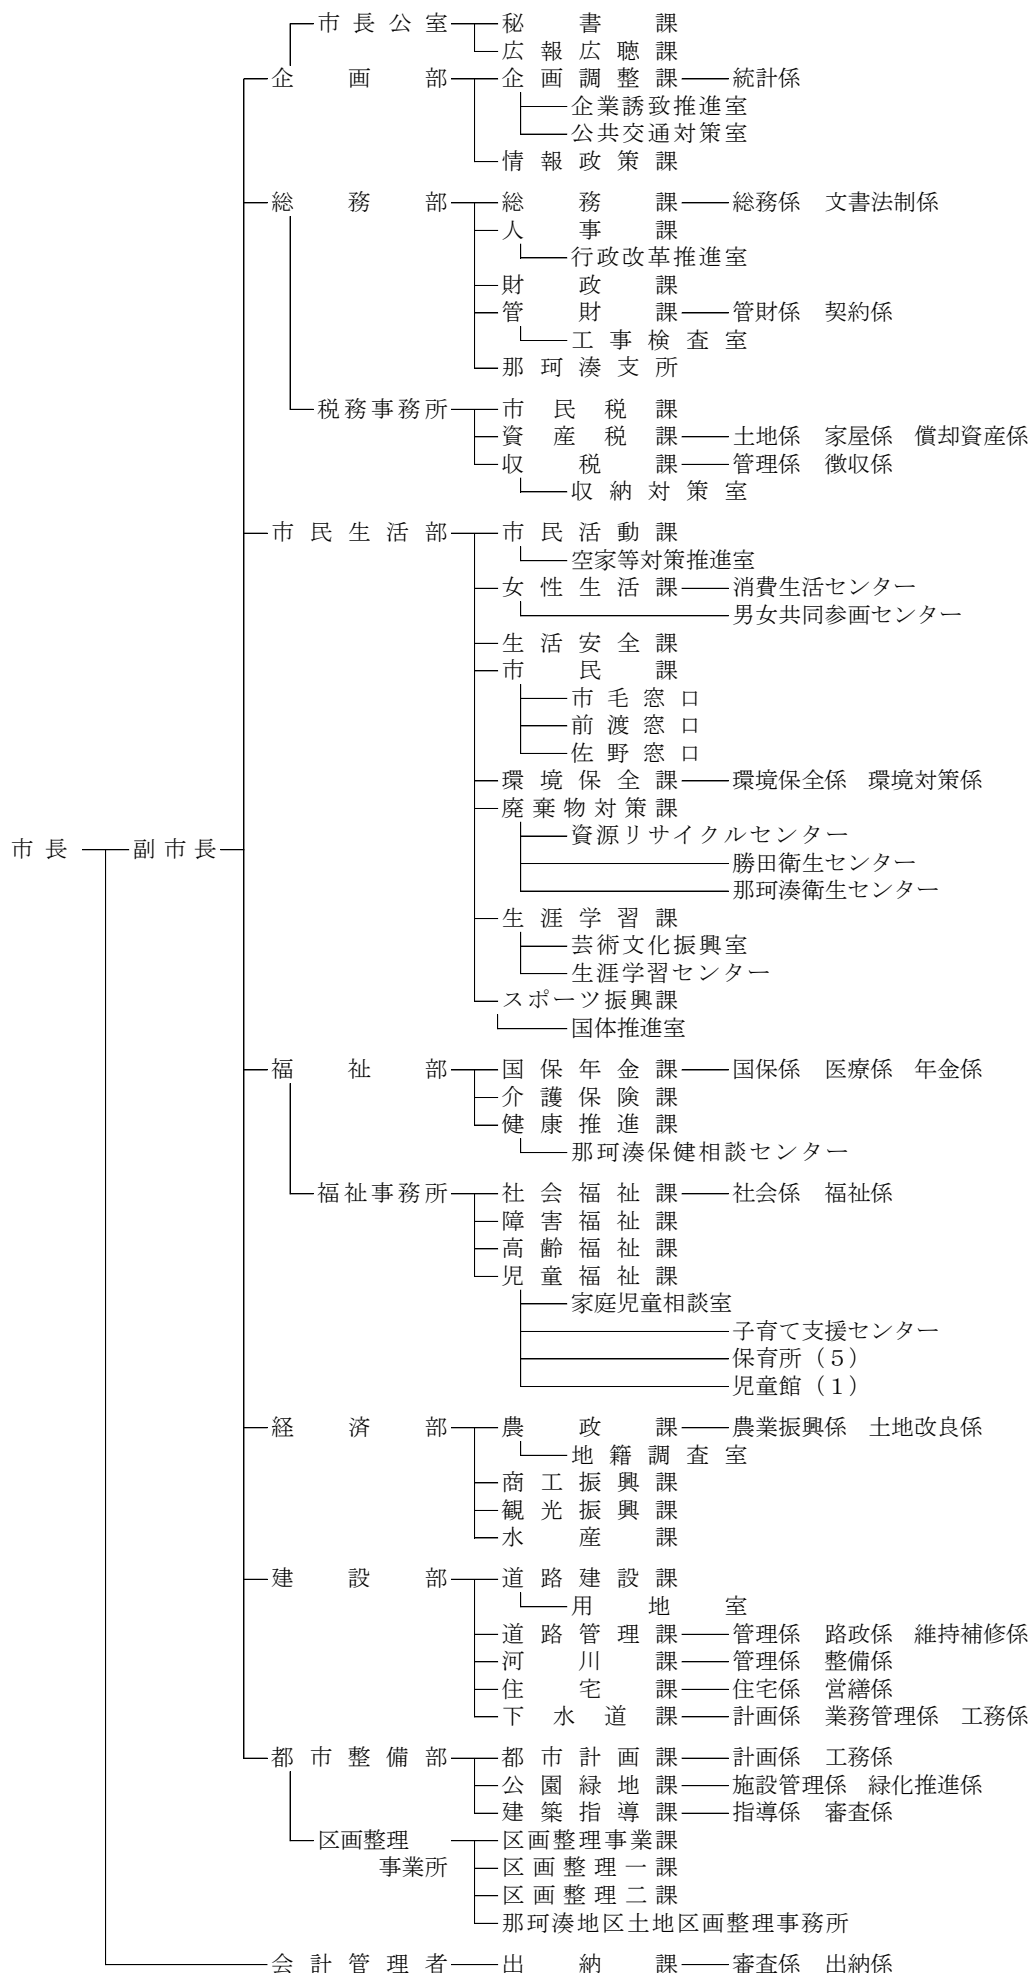 市長公室 秘書課
広報広聴課
企画部 企画調整課 統計係
企業誘致推進室
公共交通対策室
情報政策課
総務部 総務課 総務係 文書法制係
人事課
行政改革推進室
財政課
管財課 管財係 契約係
工事検査室
那珂湊支所
税務事務所 市民税課
資産税課 土地係 家屋係 償却資産係
収税課 管理係 徴収係
収納対策室
市民生活部 市民活動課
空家等対策推進室
女性生活課 消費生活センター
男女共同参画センター
生活安全課
市民課
市毛窓口
前渡窓口
佐野窓口
環境保全課 環境保全係 環境対策係
廃棄物対策課
資源リサイクルセンター
市長 副市長
勝田衛生センター
那珂湊衛生センター
生涯学習課
芸術文化振興室
生涯学習センター
スポーツ振興課
国体推進室
福祉部 国保年金課 国保係 医療係 年金係
介護保険課
健康推進課
那珂湊保健相談センター
福祉事務所 社会福祉課 社会係 福祉係
障害福祉課
高齢福祉課
児童福祉課
家庭児童相談室
子育て支援センター
保育所(5)
児童館(1)
経済部 農政課 農業振興係 土地改良係
地籍調査室
商工振興課
観光振興課
水産課
建設部 道路建設課
用地室
道路管理課 管理係 路政係 維持補修係
河川課 管理係 整備係
住宅課 住宅係 営繕係
下水道課 計画係 業務管理係 工務係
都市整備部 都市計画課 計画係 工務係
公園緑地課 施設管理係 緑化推進係
建築指導課 指導係 審査係
区画整理 区画整理事業課
事業所 区画整理一課
区画整理二課
那珂湊地区土地区画整理事務所
会計管理者 出納課 審査係 出納係